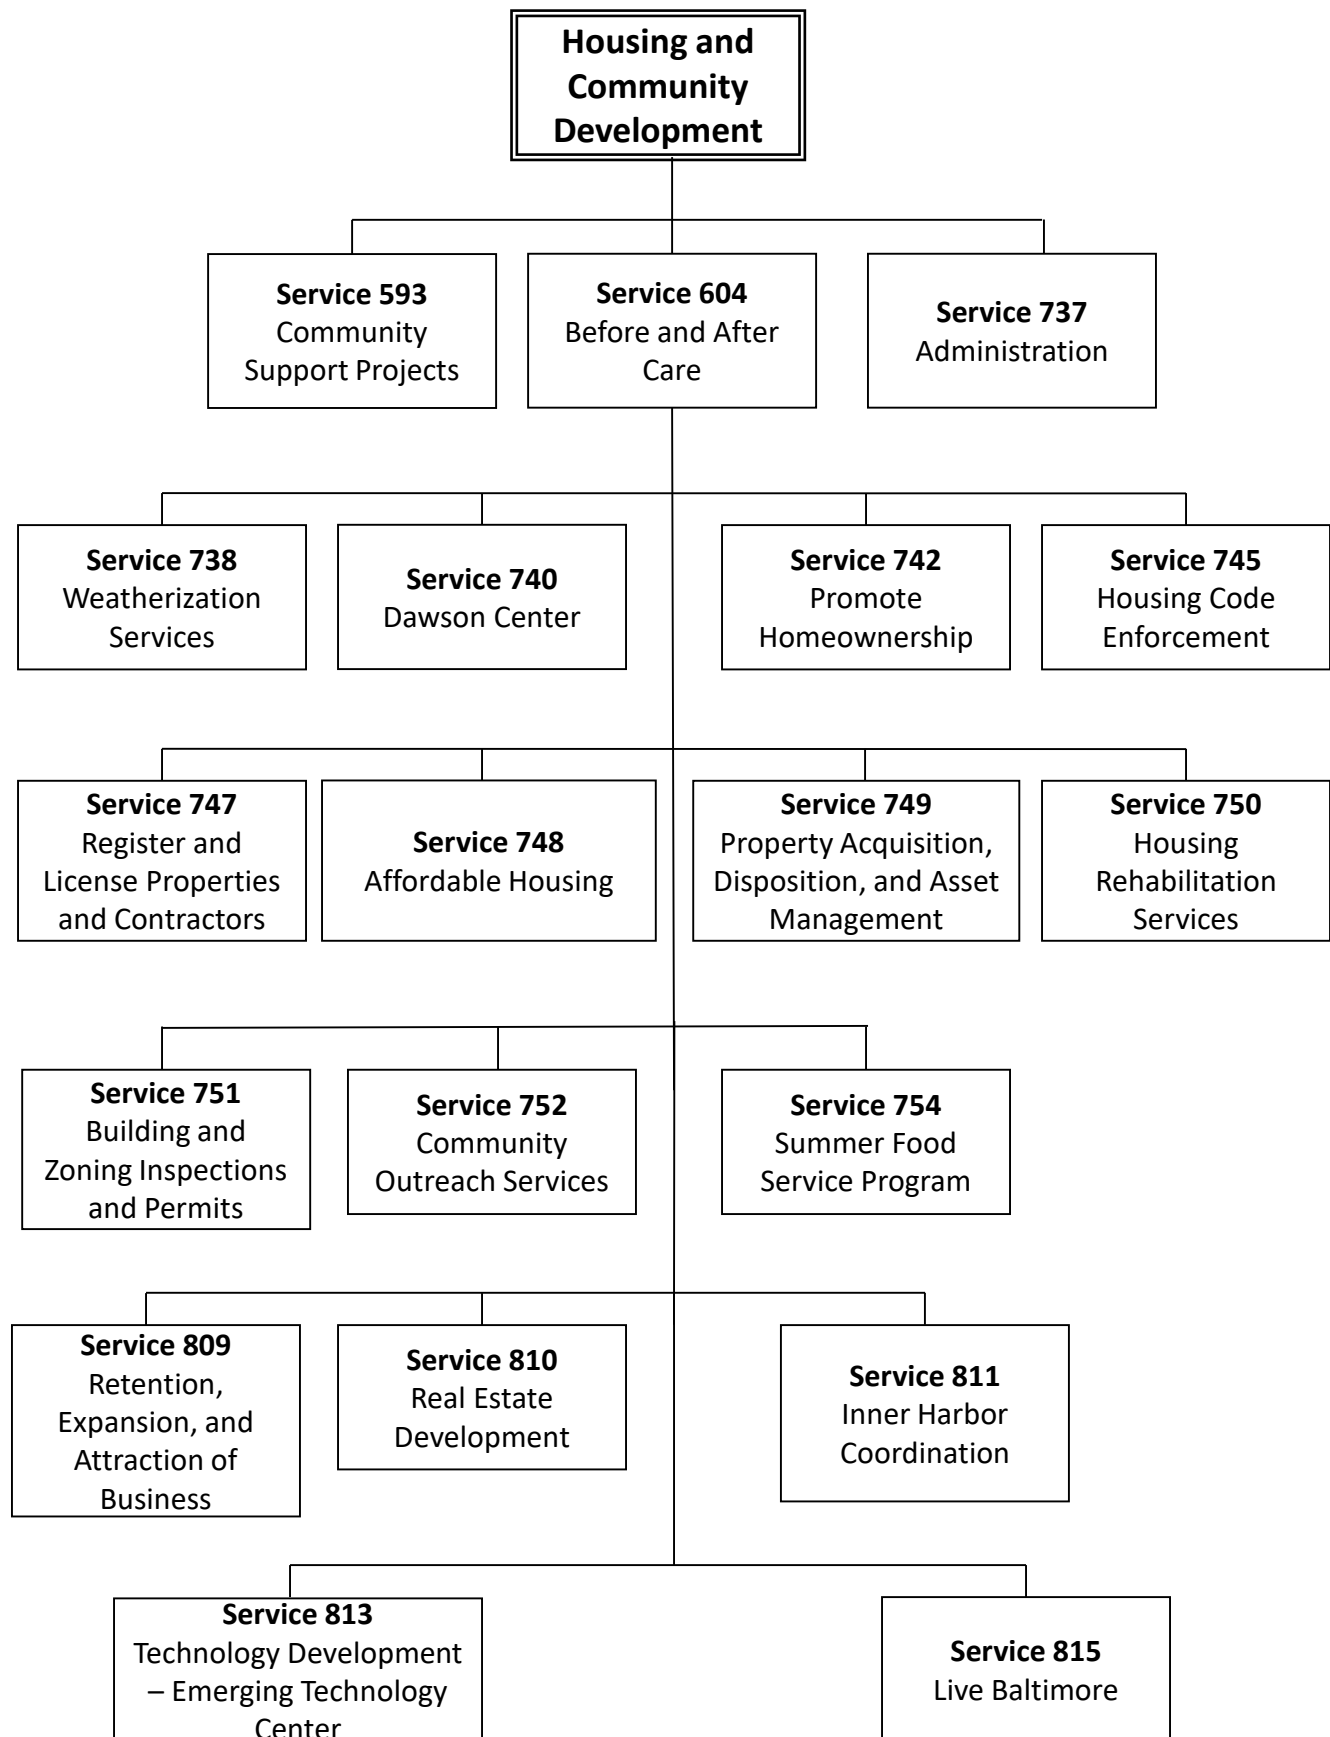 Housing and
Community
Development
Service 593
Community
Support Projects
Service 604
Before and After
Care
Service 737
Administration
Service 738
Weatherization
Services
Service 740
Dawson Center
Service 742
Promote
Homeownership
Service 745
Housing Code
Enforcement
Service 747
Register and
License Properties
and Contractors
Service 748
Affordable Housing
Service 749
Property Acquisition,
Disposition, and Asset
Management
Service 750
Housing
Rehabilitation
Services
Service 751
Building and
Zoning Inspections
and Permits
Service 752
Community
Outreach Services
Service 754
Summer Food
Service Program
Service 809
Retention,
Expansion, and
Attraction of
Business
Service 810
Real Estate
Development
Service 811
Inner Harbor
Coordination
Service 813
Technology Development
– Emerging Technology
Center
Service 815
Live Baltimore